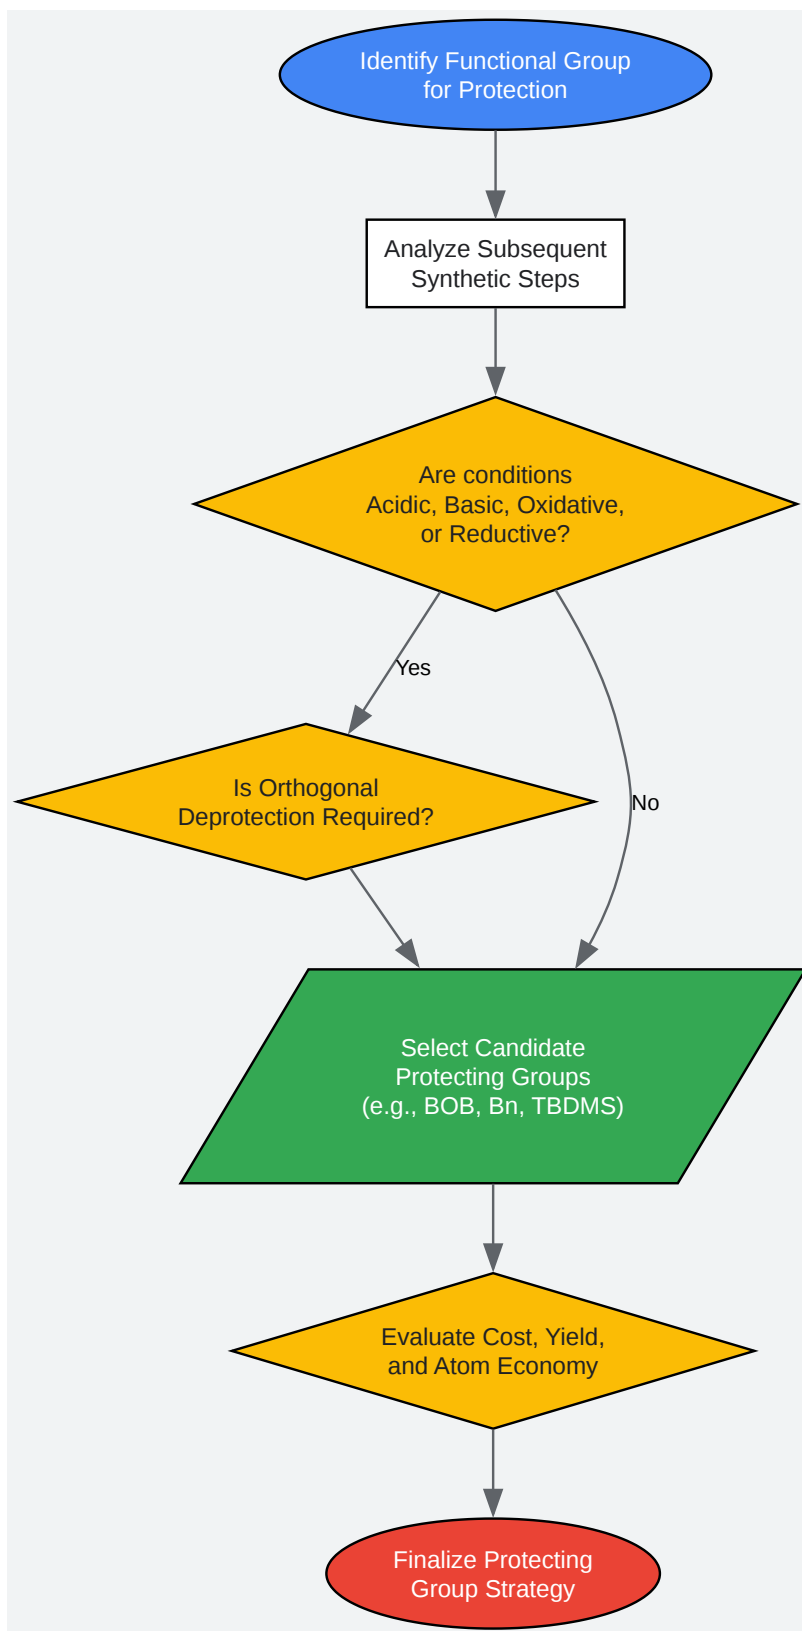 Identify Functional Group
for Protection
Analyze Subsequent
Synthetic Steps
Are conditions
Acidic, Basic, Oxidative,
or Reductive?
Yes
Is Orthogonal
Deprotection Required?
No
Select Candidate
Protecting Groups
(e.g., BOB, Bn, TBDMS)
Evaluate Cost, Yield,
and Atom Economy
Finalize Protecting
Group Strategy